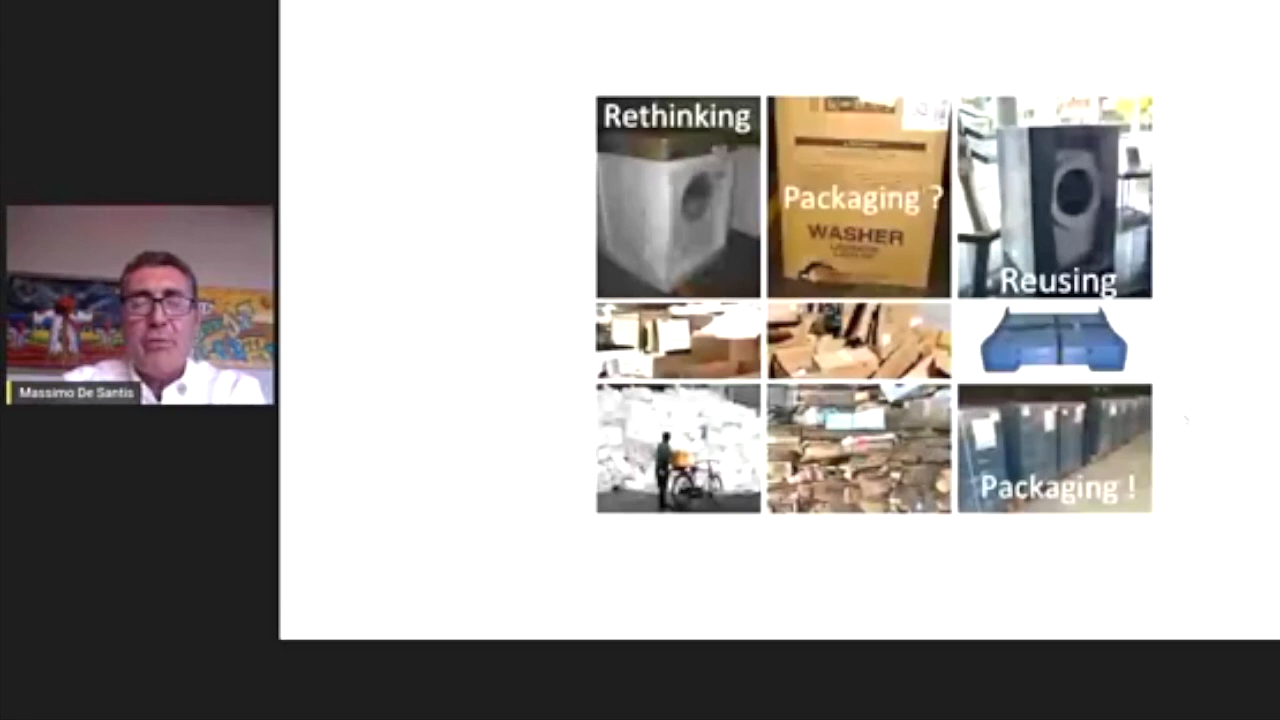 Rethinking
Packaging ?
WASHER
Reusing
Massimo De Santis
Packaging !